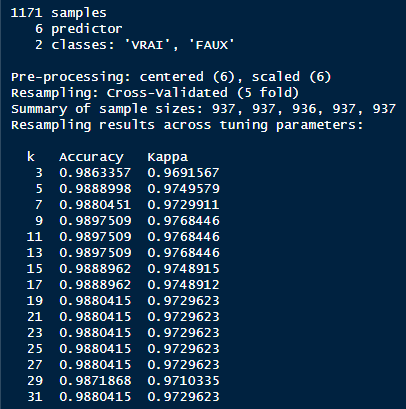 1171 samples
6 predictor
2 classes: 'VRAI', 'FAUX'
Pre-processing: centered (6), scaled (6)
Resampling: Cross-Validated (5 fold)
Summary of sample sizes: 937, 937, 936, 937, 937
Resampling results across tuning parameters:
k Accuracy Kappa
3 0.9863357 0.9691567
5 0.9888998 0.9749579
7 0.9880451 0.9729911
9 0.9897509 0.9768446
11 0.9897509 0.9768446
13 0.9897509 0.9768446
15 0.9888962 0.9748915
17 0.9888962 0.9748912
19 0.9880415 0.9729623
21 0.9880415 0.9729623
23 0.9880415 0.9729623
25 0.9880415 0.9729623
27 0.9880415 0.9729623
29 0.9871868 0.9710335
31 0.9880415 0.9729623